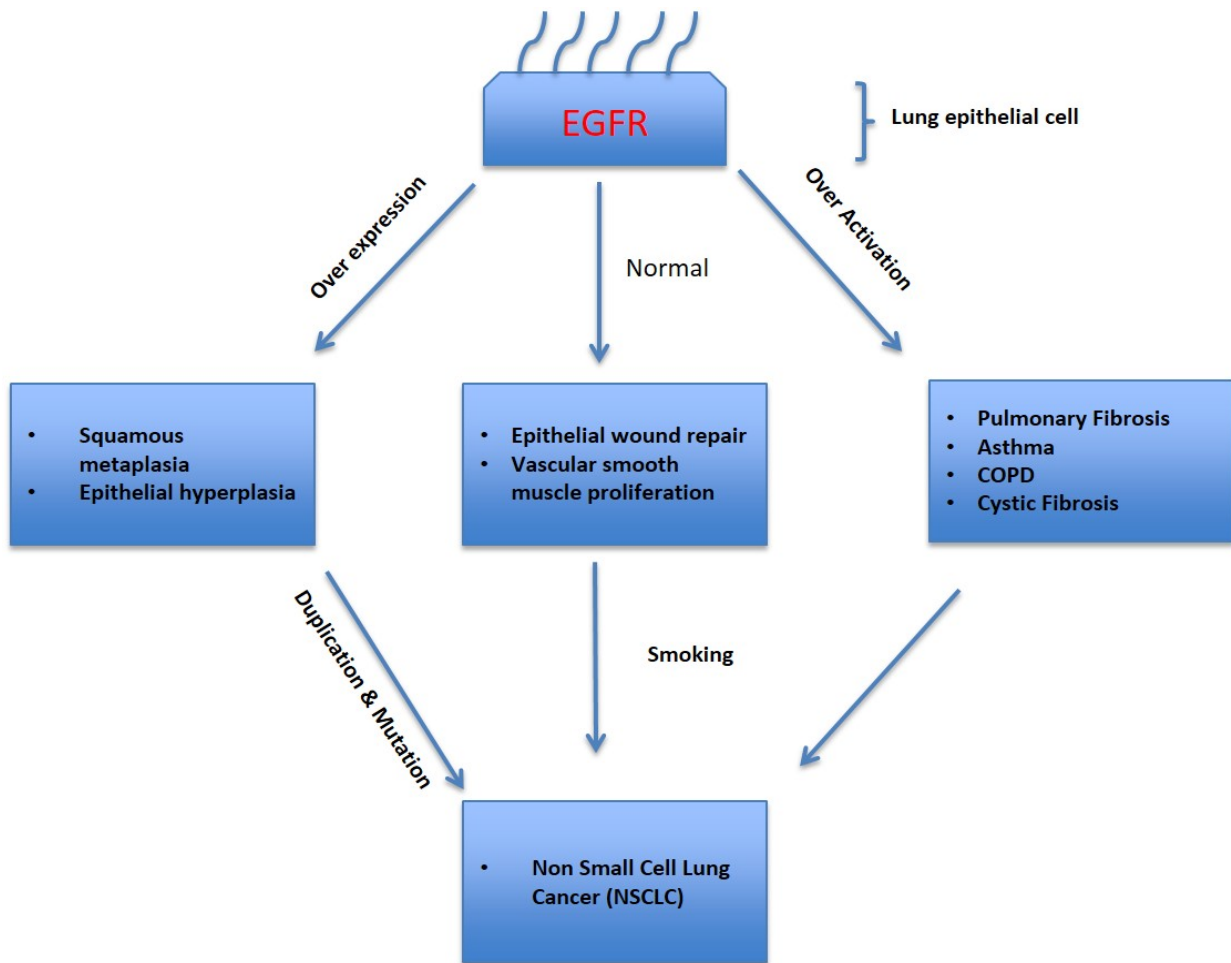 EGFR
Lung epithelial cell
Over expression
Normal
Over Activation
• Squamous
metaplasia
• Epithelial hyperplasia
• Epithelial wound repair
• Vascular smooth
muscle proliferation
• Pulmonary Fibrosis
• Asthma
• COPD
• Cystic Fibrosis
Duplication & Mutation
Smoking
• Non Small Cell Lung
Cancer (NSCLC)